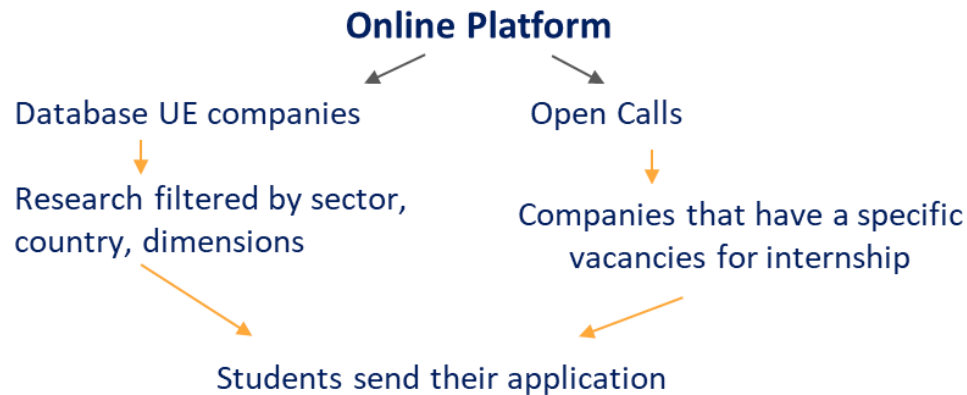 Online Platform
Database UE companies
Open Calls
Research filtered by sector,
country, dimensions
Companies that have a specific
vacancies for internship
Students send their application